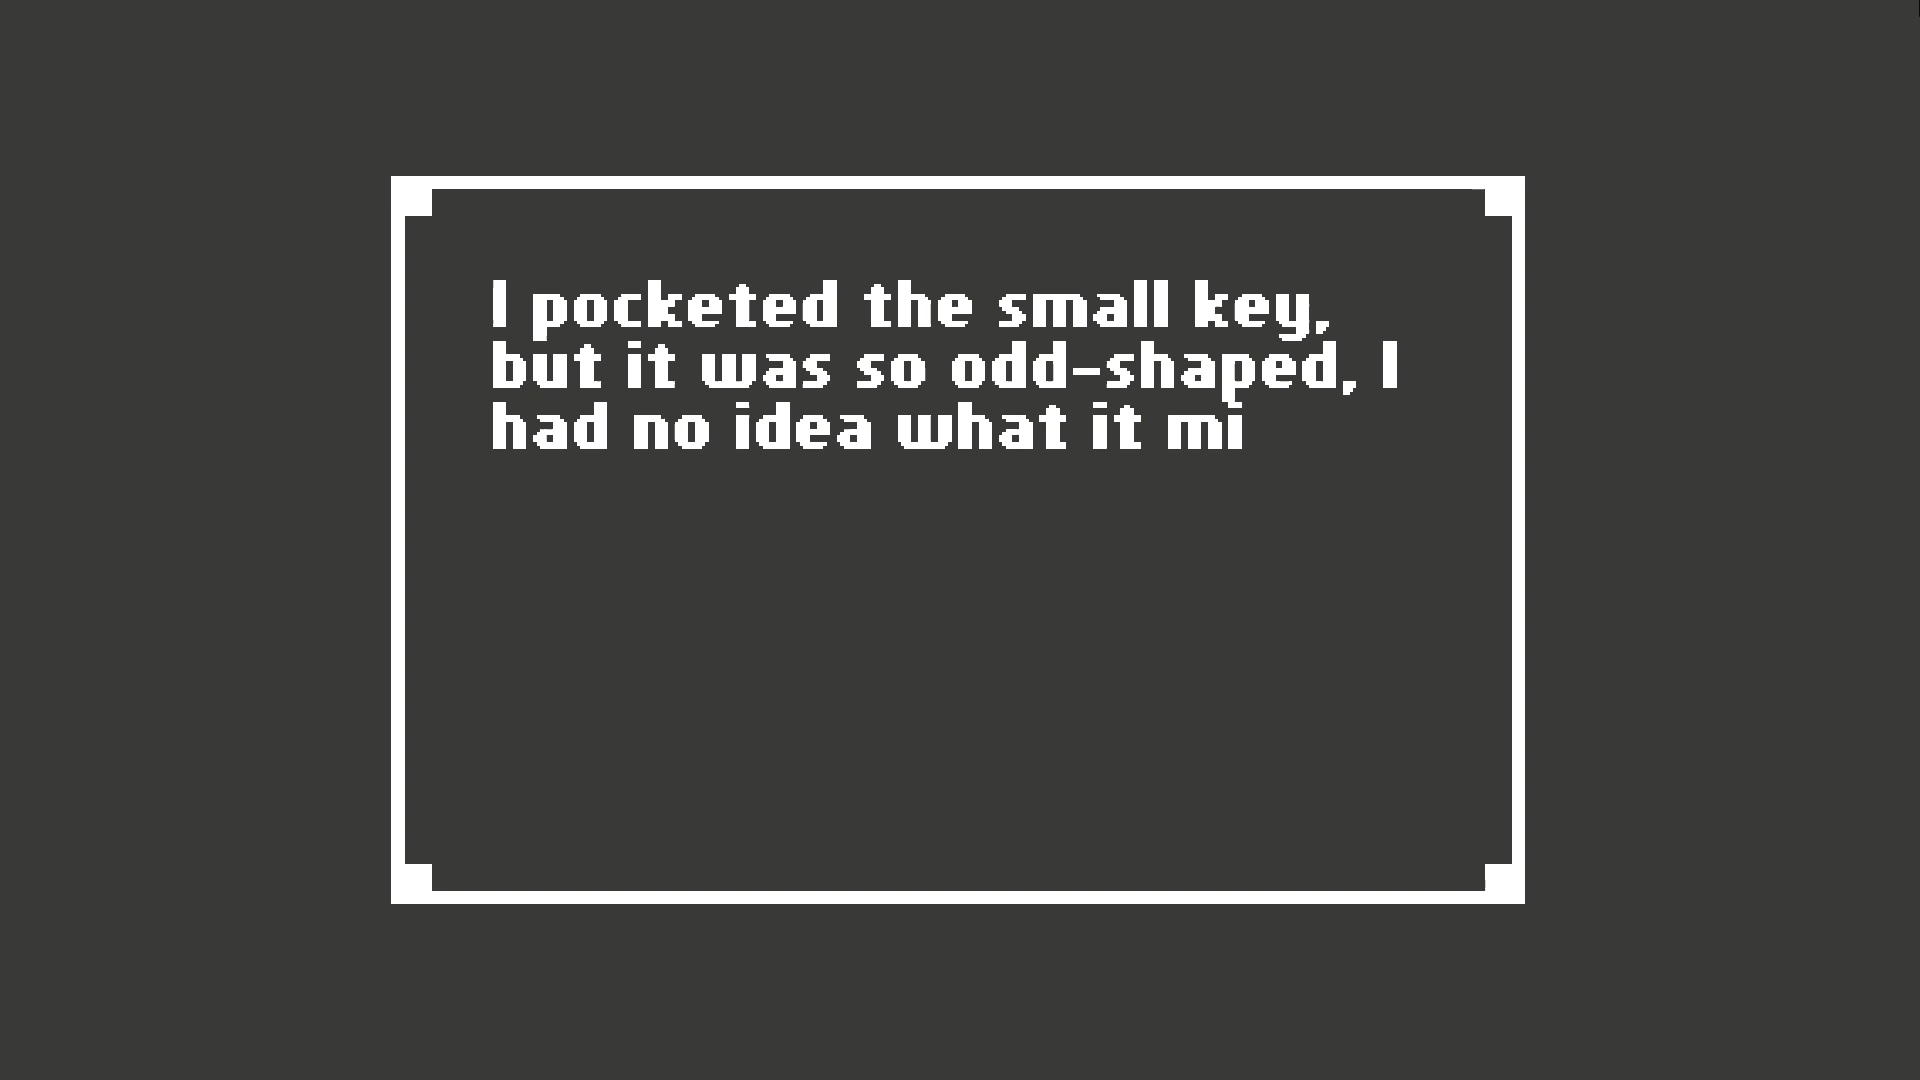 I pocketed the small key,
but it was so odd-shaped, I
had no idea what it mi